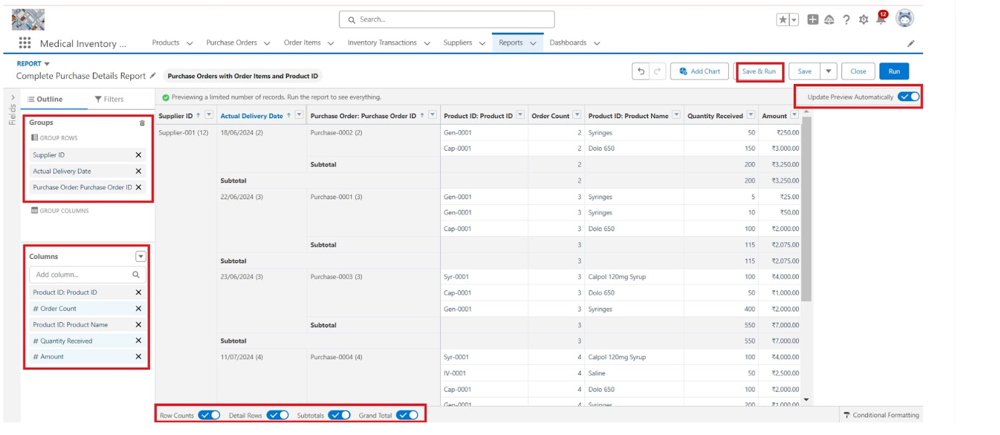 Search...
12
Medical Inventory ...
Products
Purchase Orders
Order Items
Inventory Transactions
Suppliers
Reports
Dashboards
REPORT
Complete Purchase Details Report
Purchase Orders with Order Items and Product ID
Add Chart
Save & Run
Save
Close
Run
Fields
Outline
Filters
Previewing a limited number of records. Run the report to see everything.
Update Preview Automatically
Groups
GROUP ROWS
Supplier ID
Actual Delivery Date
Purchase Order: Purchase Order ID
GROUP COLUMNS
Columns
Add column...
Product ID: Product ID
# Order Count
Product ID: Product Name
# Quantity Received
# Amount
Supplier ID ↑ Actual Delivery Date ↑ Purchase Order: Purchase Order ID ↑ Product ID: Product ID Order Count Product ID: Product Name Quantity Received Amount
Supplier-001 (12) 18/06/2024 (2) Purchase-0002 (2) Gen-0001 2 Syringes 50 ₹250.00
Cap-0001 2 Dolo 650 150 ₹3,000.00
Subtotal 2 200 ₹3,250.00
Subtotal 2 200 ₹3,250.00
22/06/2024 (3) Purchase-0001 (3) Gen-0001 3 Syringes 5 ₹25.00
Gen-0001 3 Syringes 10 ₹50.00
Cap-0001 3 Dolo 650 100 ₹2,000.00
Subtotal 3 115 ₹2,075.00
Subtotal 3 115 ₹2,075.00
23/06/2024 (3) Purchase-0003 (3) Syr-0001 3 Calpol 120mg Syrup 100 ₹4,000.00
Cap-0001 3 Dolo 650 50 ₹1,000.00
Gen-0001 3 Syringes 400 ₹2,000.00
Subtotal 3 550 ₹7,000.00
Subtotal 3 550 ₹7,000.00
11/07/2024 (4) Purchase-0004 (4) Syr-0001 4 Calpol 120mg Syrup 100 ₹4,000.00
IV-0001 4 Saline 50 ₹2,500.00
Cap-0001 4 Dolo 650 100 ₹2,000.00
Gen-0001 4 Syringes 200 ₹1,000.00
Row Counts
Detail Rows
Subtotals
Grand Total
Conditional Formatting